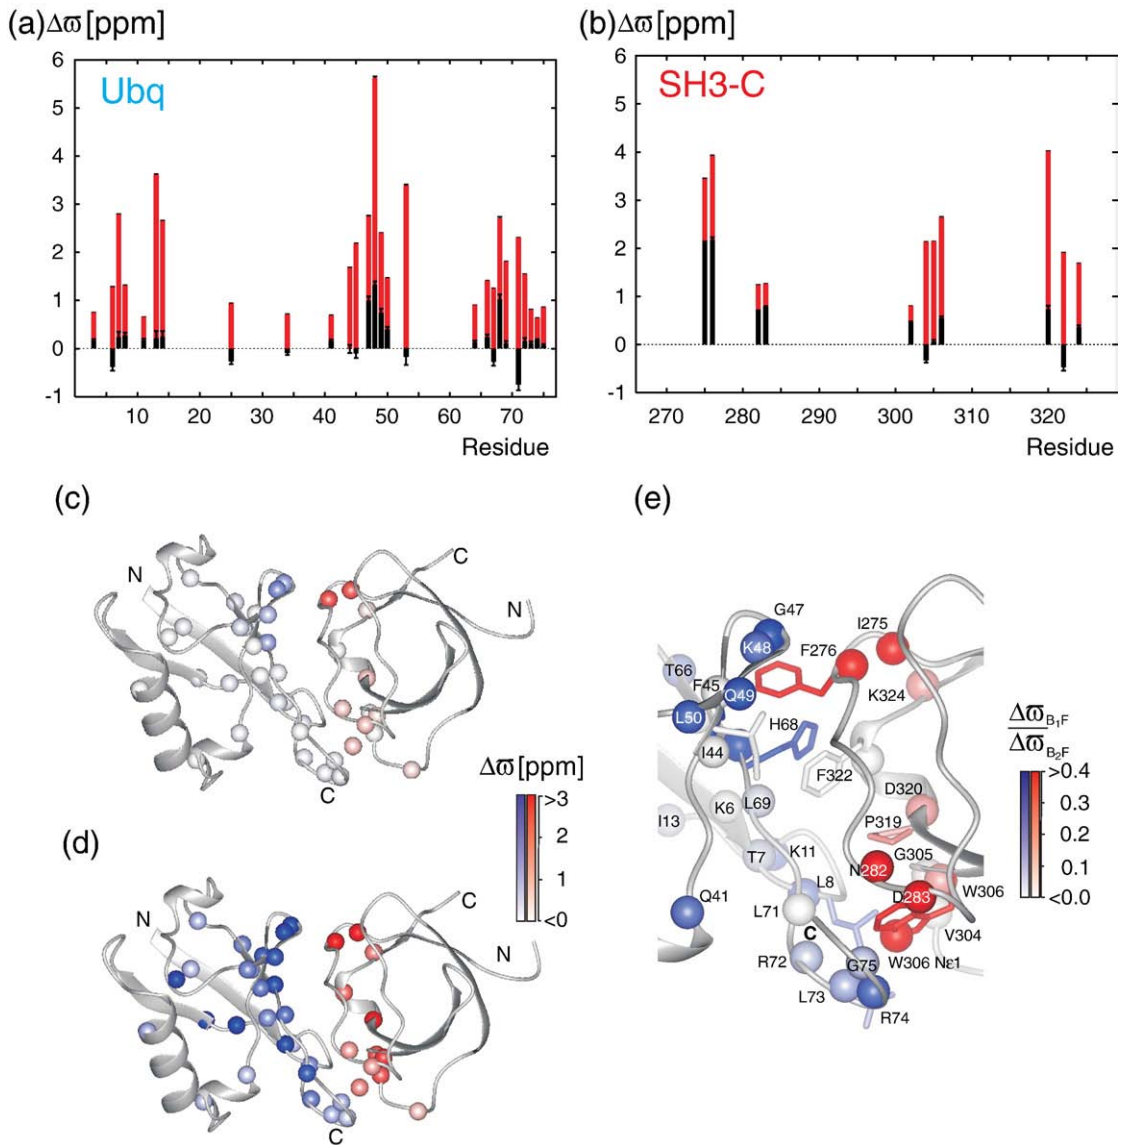 (a) Δϖ [ppm]
Ubq
6
5
4
3
2
1
0
-1
10 20 30 40 50 60 70
Residue
(b) Δϖ [ppm]
SH3-C
6
5
4
3
2
1
0
-1
270 280 290 300 310 320
Residue
(c)
N
C
N
C
Δϖ [ppm]
>3
2
1
<0
(d)
N
C
N
C
(e)
G47
I275
K48
F276
T66
F45
Q49
K324
L50
H68
I44
F322
D320
K6
L69
I13
P319
T7
K11
G305
N282
L8
W306
Q41
D283
L71
C
V304
R72
G75
W306 Nε1
L73
R74
Δϖ B₁F
Δϖ B₂F
>0.4
0.3
0.2
0.1
<0.0